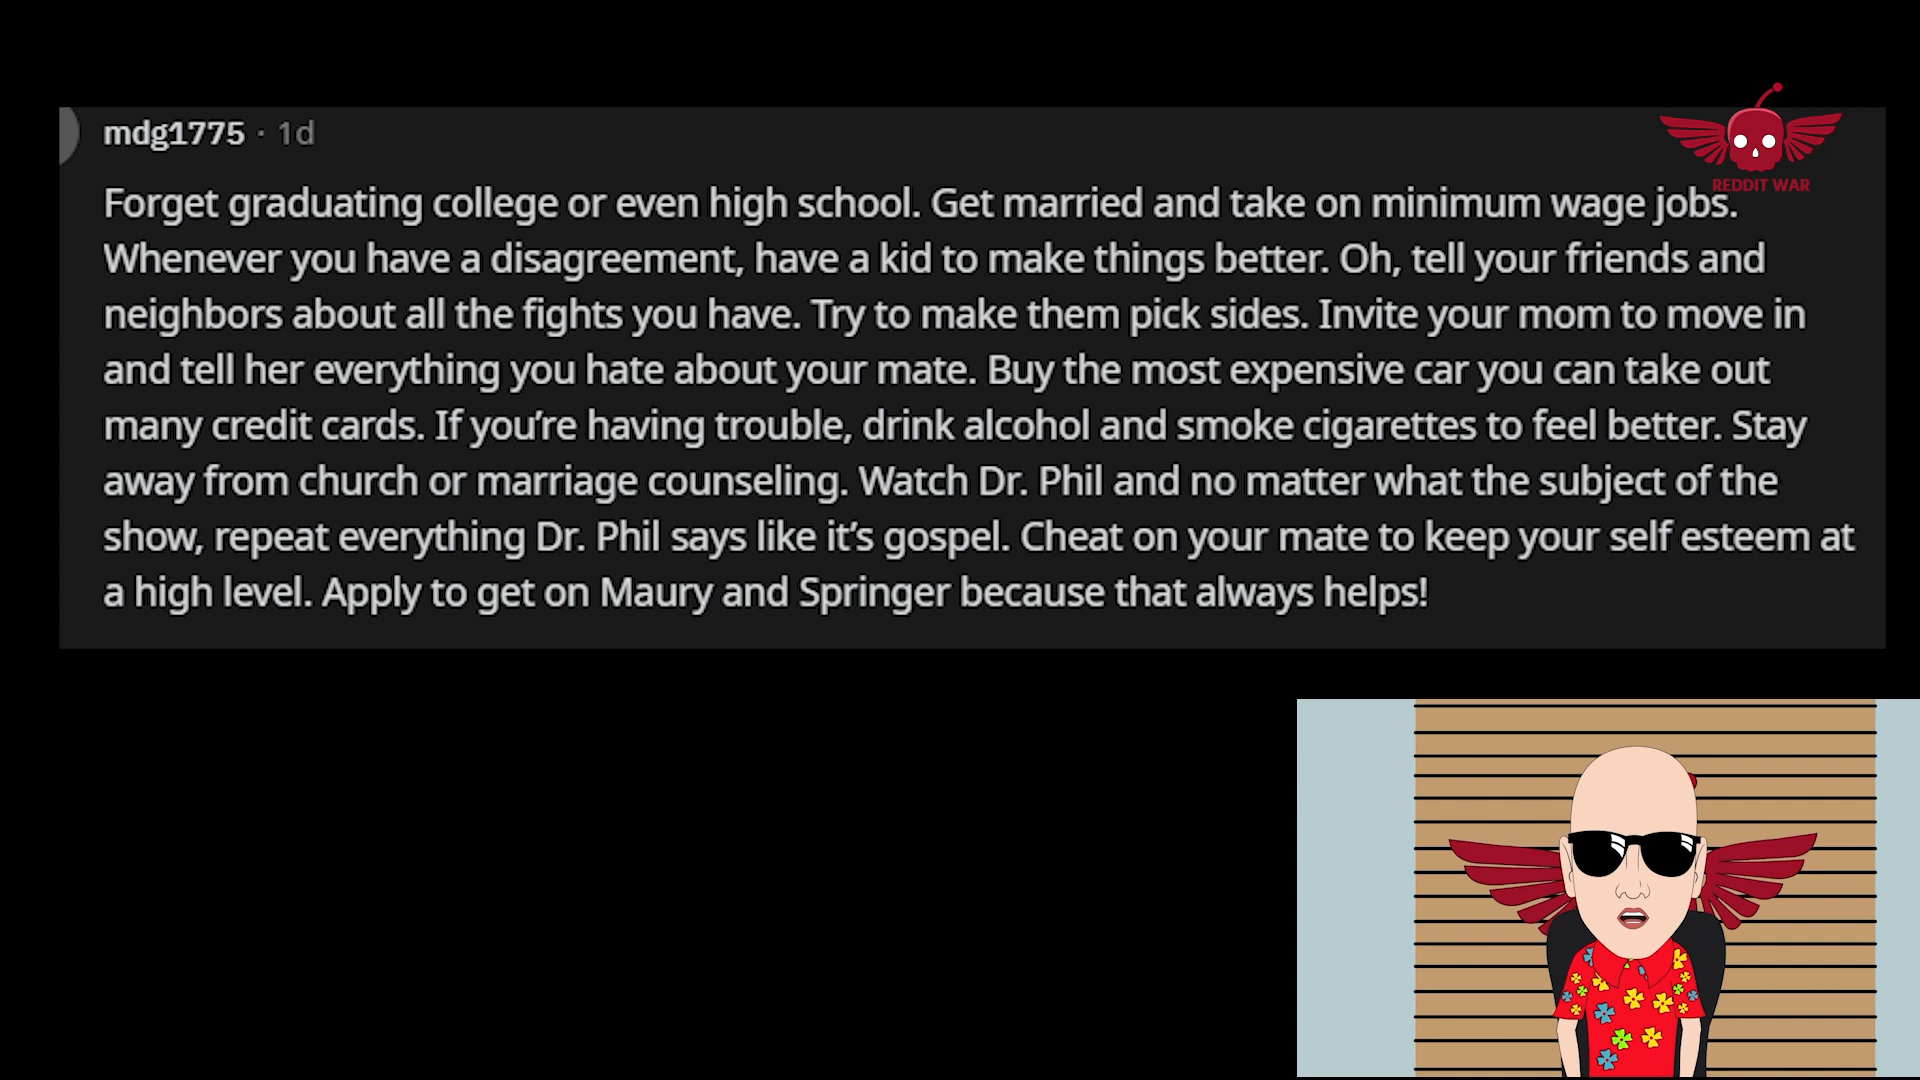 mdg1775 · 1d
REDDIT WAR
Forget graduating college or even high school. Get married and take on minimum wage jobs.
Whenever you have a disagreement, have a kid to make things better. Oh, tell your friends and
neighbors about all the fights you have. Try to make them pick sides. Invite your mom to move in
and tell her everything you hate about your mate. Buy the most expensive car you can take out
many credit cards. If you’re having trouble, drink alcohol and smoke cigarettes to feel better. Stay
away from church or marriage counseling. Watch Dr. Phil and no matter what the subject of the
show, repeat everything Dr. Phil says like it’s gospel. Cheat on your mate to keep your self esteem at
a high level. Apply to get on Maury and Springer because that always helps!